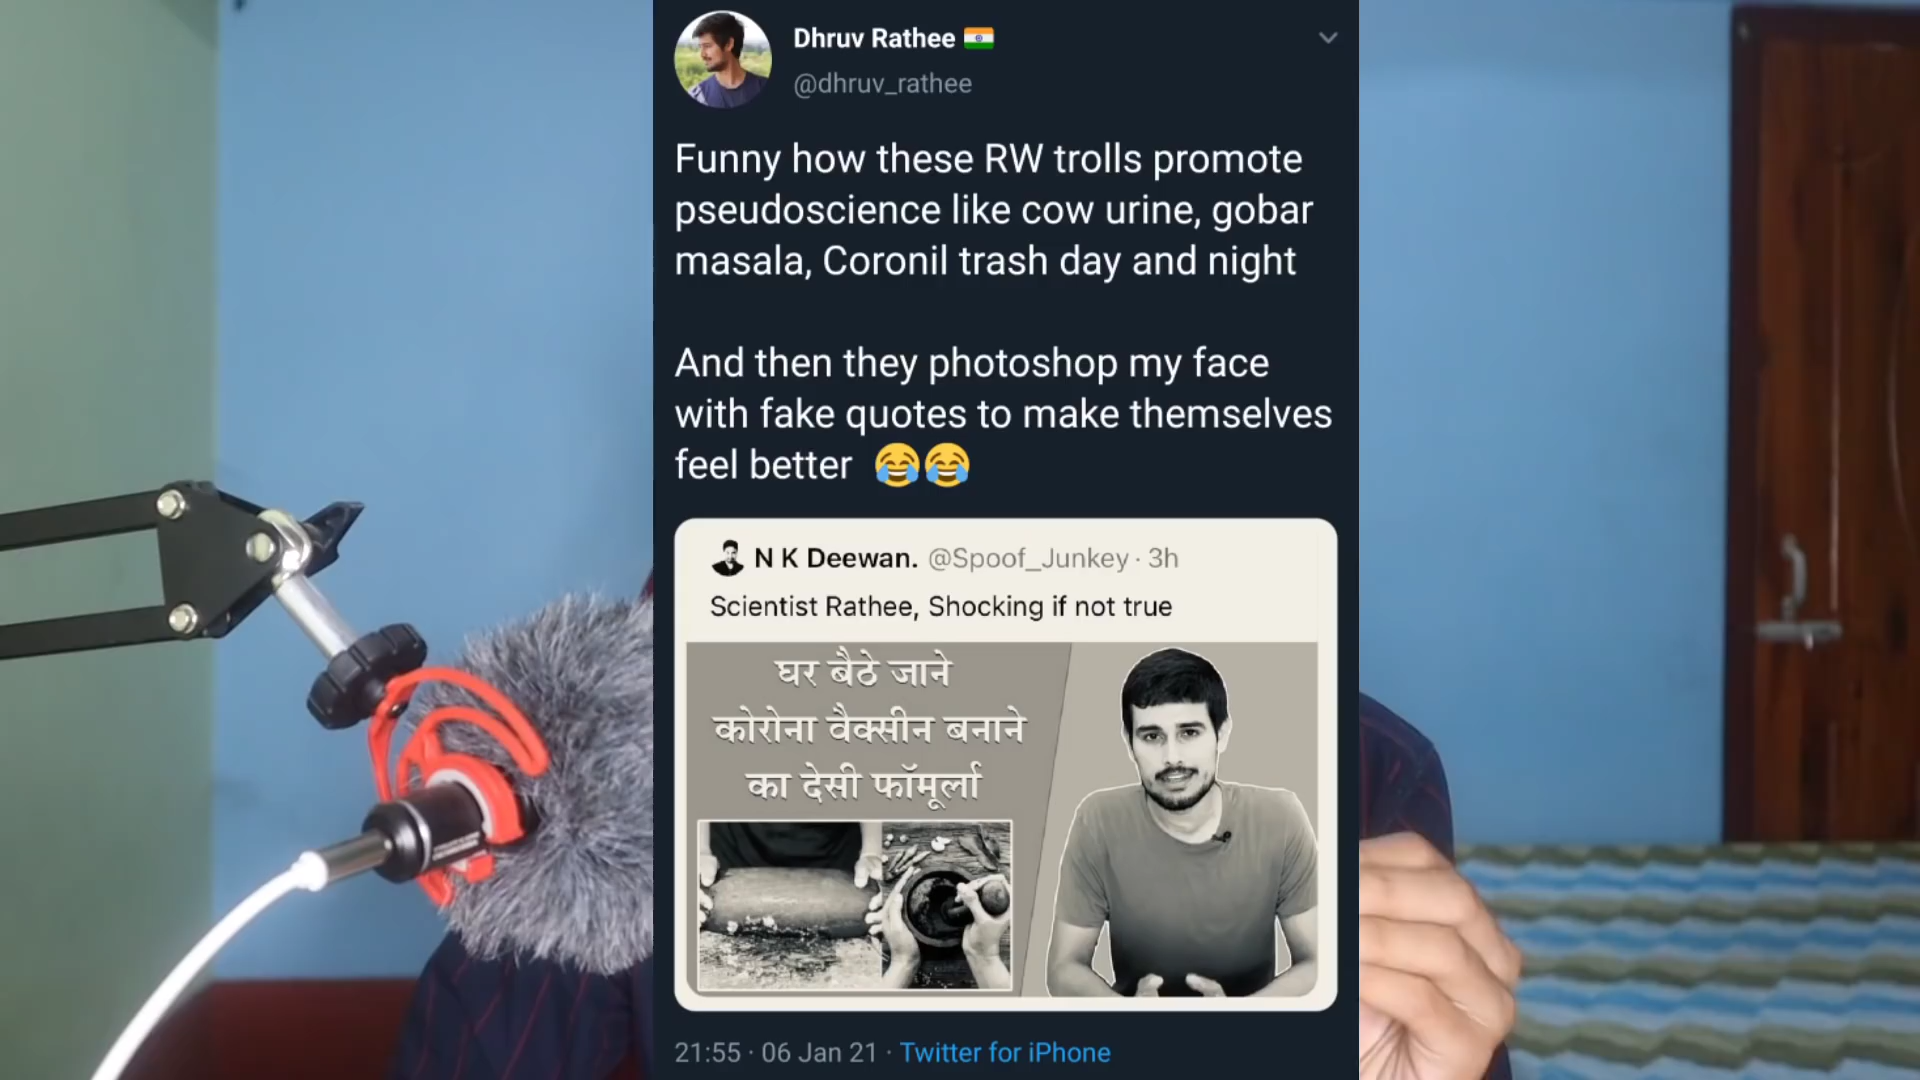 Dhruv Rathee 🇮🇳
@dhruv_rathee
Funny how these RW trolls promote
pseudoscience like cow urine, gobar
masala, Coronil trash day and night
And then they photoshop my face
with fake quotes to make themselves
feel better 😂😂
N K Deewan. @Spoof_Junkey · 3h
Scientist Rathee, Shocking if not true
घर बैठे जाने
कोरोना वैक्सीन बनाने
का देसी फॉमूर्ला
21:55 · 06 Jan 21 · Twitter for iPhone